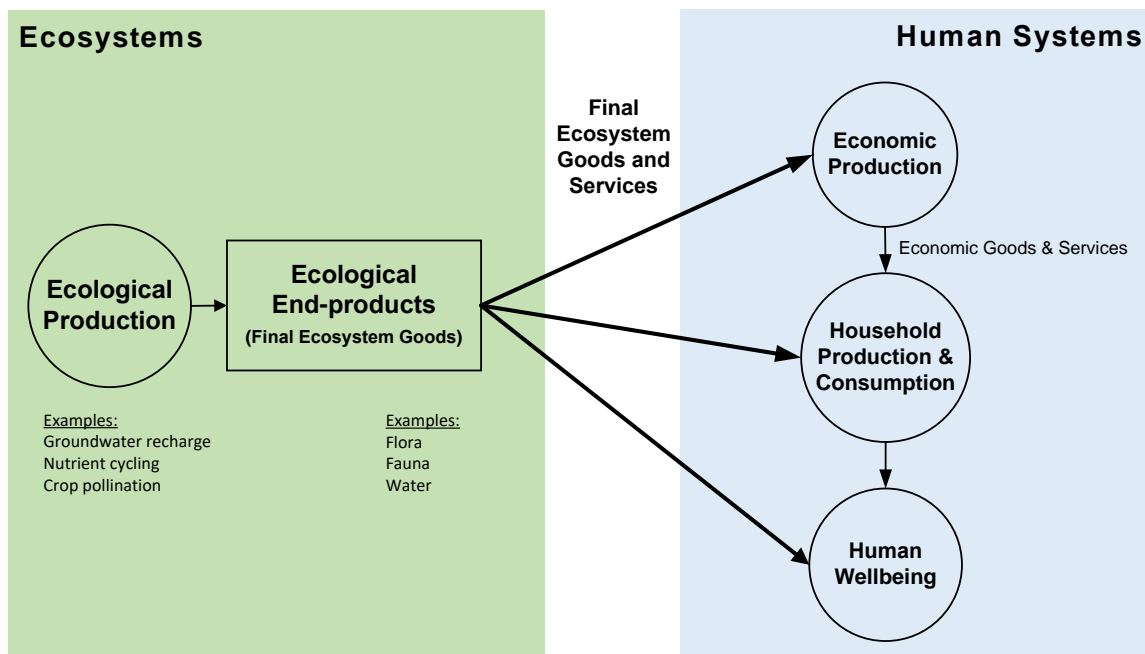 Ecosystems
Human Systems
Final
Ecosystem
Goods and
Services
Economic
Production
Economic Goods & Services
Ecological
Production
Ecological
End-products
(Final Ecosystem Goods)
Household
Production &
Consumption
Examples:
Groundwater recharge
Nutrient cycling
Crop pollination
Examples:
Flora
Fauna
Water
Human
Wellbeing